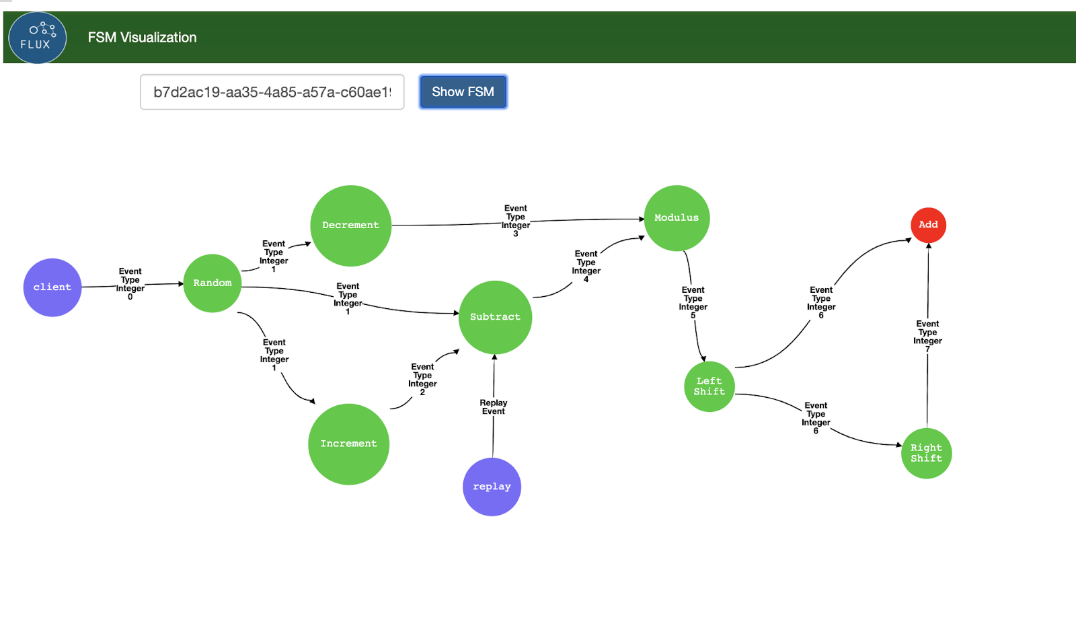 FLUX
FSM Visualization
b7d2ac19-aa35-4a85-a57a-c60ae1
Show FSM
client
Event
Type
Integer
0
Random
Event
Type
Integer
1
Decrement
Event
Type
Integer
3
Modulus
Event
Type
Integer
1
Subtract
Event
Type
Integer
4
Event
Type
Integer
1
Increment
Event
Type
Integer
2
Replay
Event
replay
Event
Type
Integer
5
Left
Shift
Event
Type
Integer
6
Add
Event
Type
Integer
6
Event
Type
Integer
7
Right
Shift